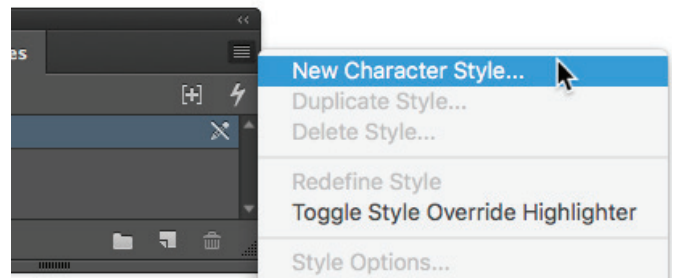 es
New Character Style...
Duplicate Style...
Delete Style...
Redefine Style
Toggle Style Override Highlighter
Style Options...